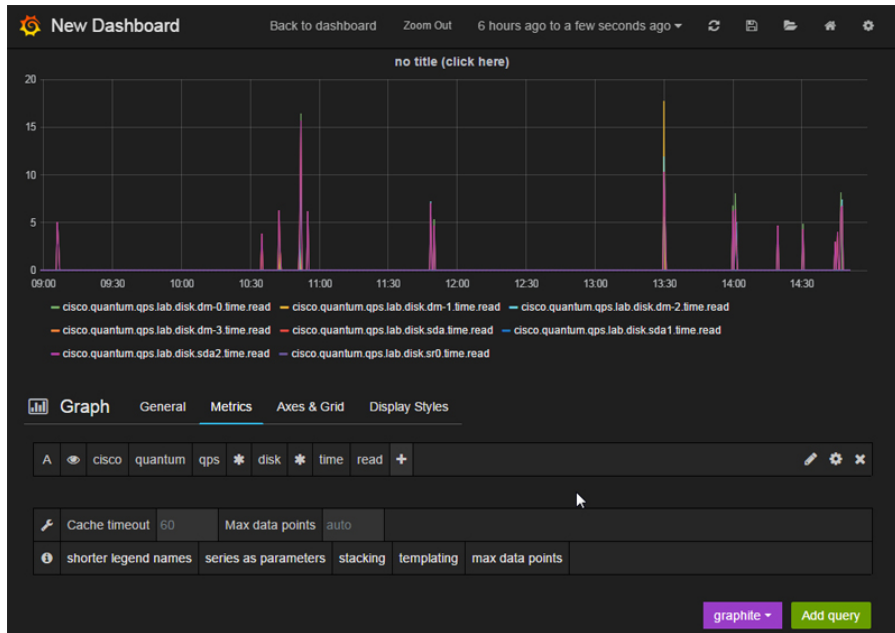 New Dashboard Back to dashboard Zoom Out 6 hours ago to a few seconds ago
no title (click here)
20
15
10
5
0
09:00 09:30 10:00 10:30 11:00 11:30 12:00 12:30 13:00 13:30 14:00 14:30
cisco.quantum.qps.lab.disk.dm-0.time.read cisco.quantum.qps.lab.disk.dm-1.time.read cisco.quantum.qps.lab.disk.dm-2.time.read
cisco.quantum.qps.lab.disk.dm-3.time.read cisco.quantum.qps.lab.disk.sda.time.read cisco.quantum.qps.lab.disk.sda1.time.read
cisco.quantum.qps.lab.disk.sda2.time.read cisco.quantum.qps.lab.disk.sr0.time.read
Graph General Metrics Axes & Grid Display Styles
A cisco quantum qps * disk * time read +
Cache timeout 60 Max data points auto
shorter legend names series as parameters stacking templating max data points
graphite Add query